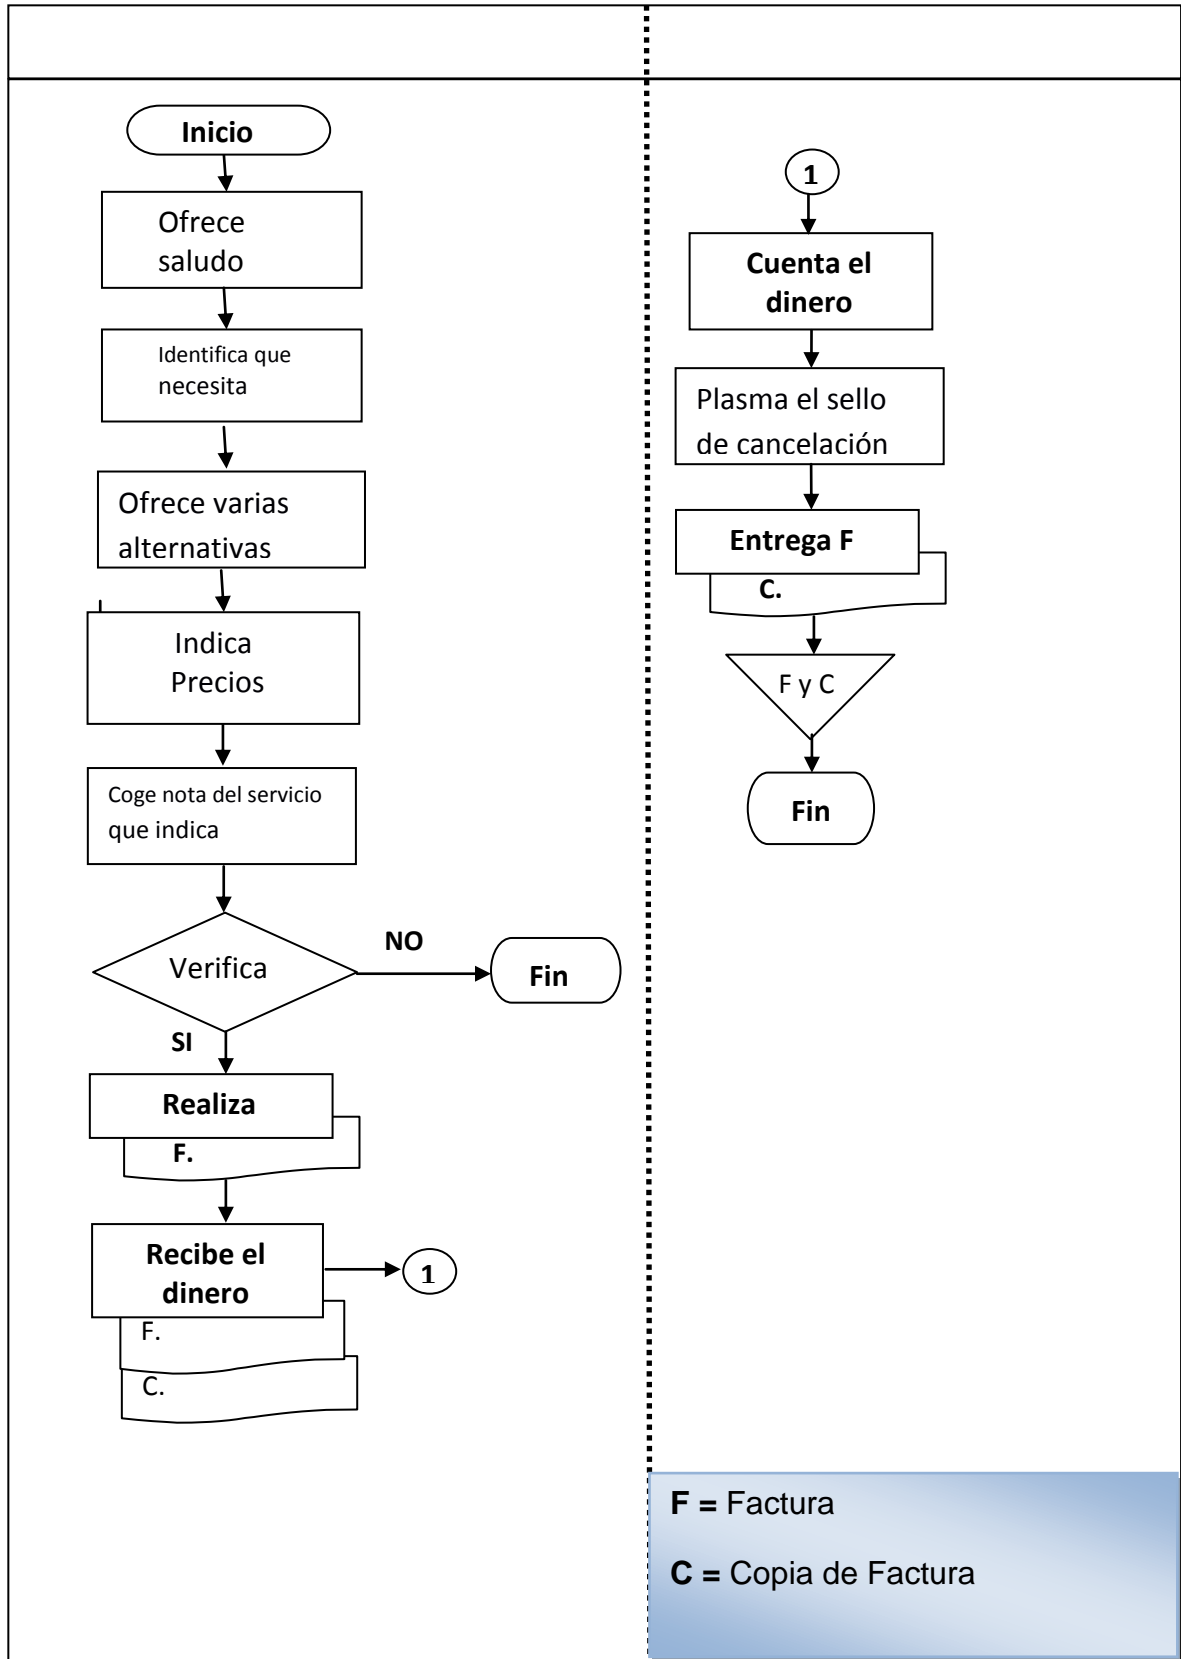 Inicio
Ofrece
saludo
Identifica que
necesita
Ofrece varias
alternativas
Indica
Precios
Coge nota del servicio
que indica
Verifica
NO
Fin
SI
Realiza
F.
Recibe el
dinero
1
F.
C.
1
Cuenta el
dinero
Plasma el sello
de cancelación
Entrega F
C.
F y C
Fin
F = Factura
C = Copia de Factura